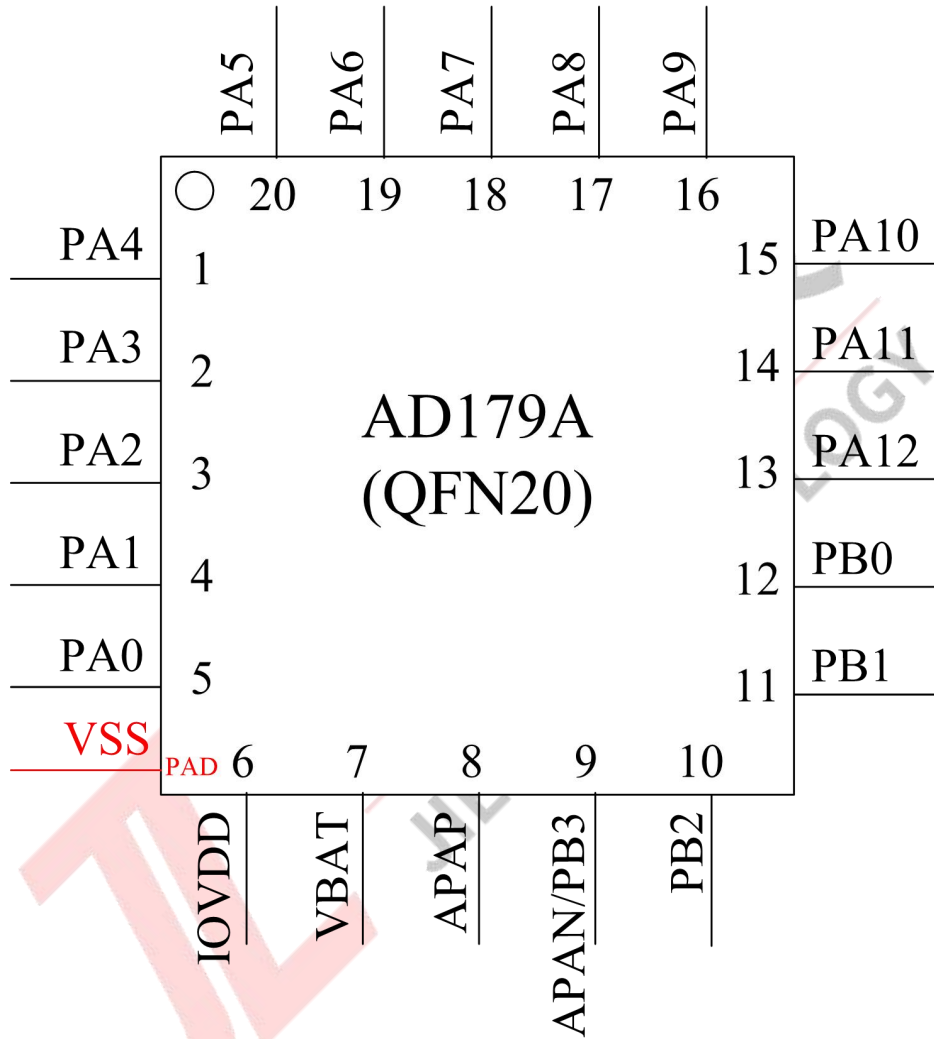 PA5 PA6 PA7 PA8 PA9
20 19 18 17 16
PA4 1
15 PA10
PA3 2
14 PA11
AD179A
PA2 3
13 PA12
(QFN20)
PA1 4
12 PB0
PA0 5
11 PB1
VSS PAD
6 7 8 9 10
IOVDD VBAT APAP APAN/PB3 PB2
LOGY